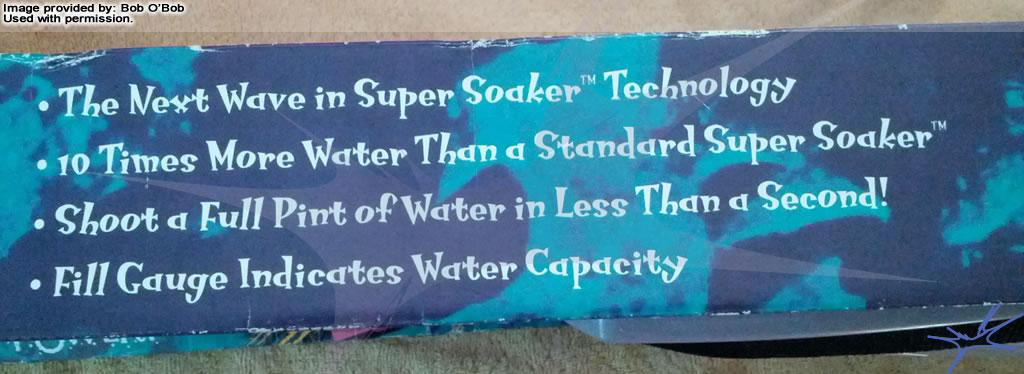 Image provided by: Bob O'Bob
Used with permission.
• The Next Wave in Super Soaker™ Technology
• 10 Times More Water Than a Standard Super Soaker™
• Shoot a Full Pint of Water in Less Than a Second!
• Fill Gauge Indicates Water Capacity